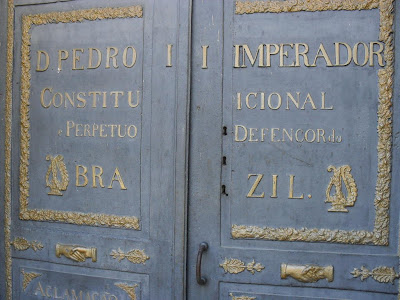 D. PEDRO I I IMPERADOR
CONSTITU ICIONAL
e PERPETUO DEFENCOR do
BRA ZIL.